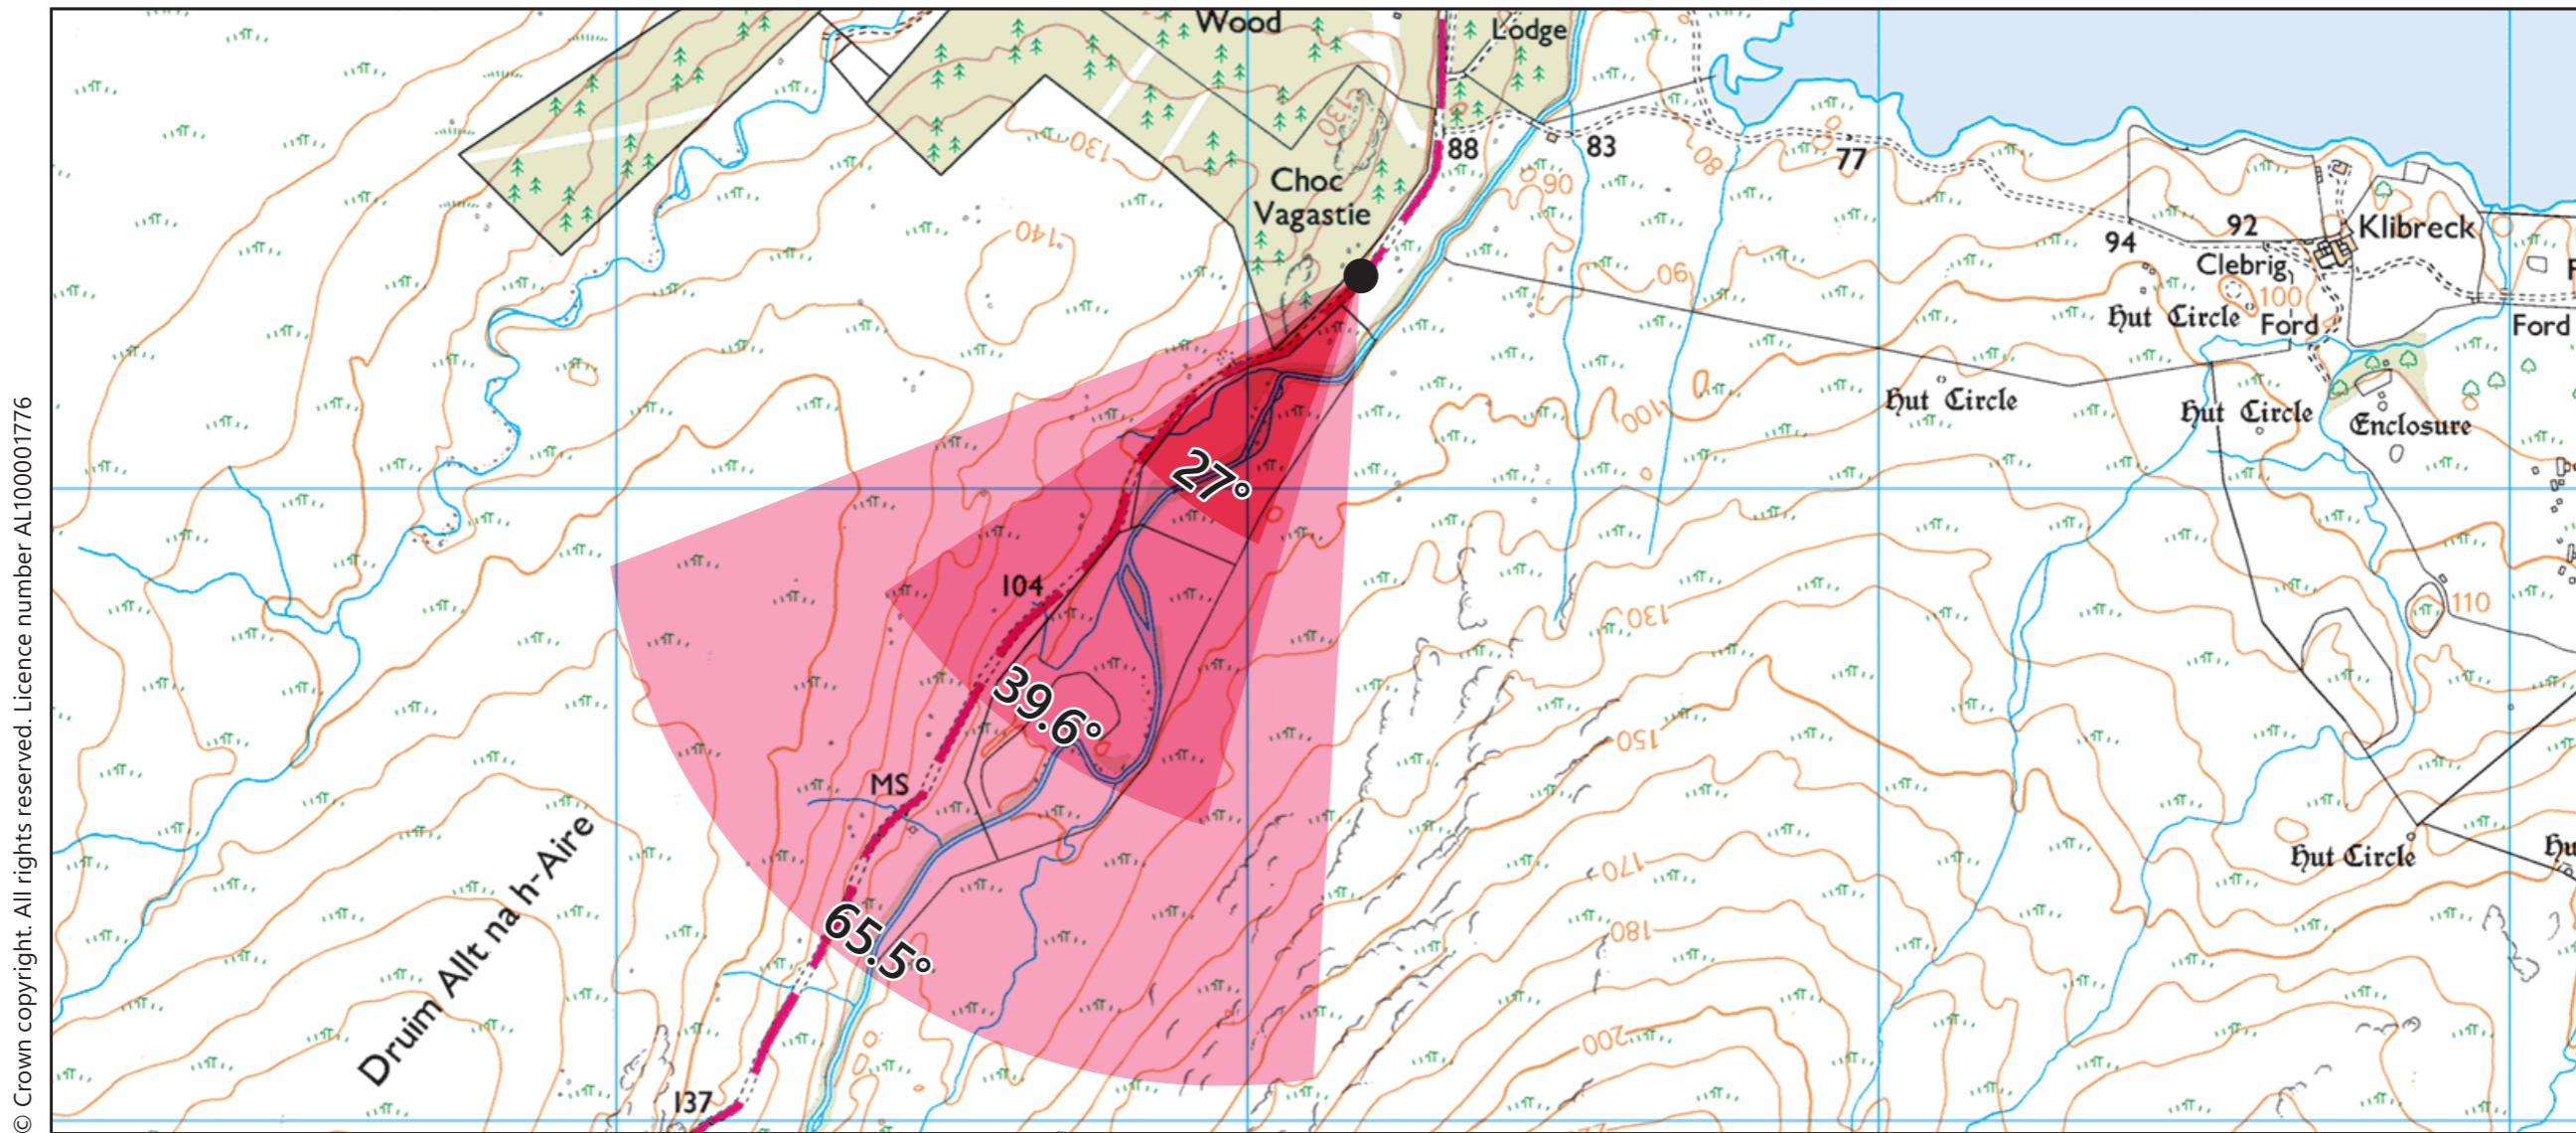 Wood
Lodge
130
88
83
77
80
90
Choc
Vagastie
130
140
92
94
Klibreck
Clebrig
90
100
Hut Circle
Ford
Ford
Hut Circle
Hut Circle
100
Enclosure
27°
104
130
110
39.6°
150
MS
170
Hut Circle
Hu
65.5°
180
Druim Allt na h-Aire
200
137
© Crown copyright. All rights reserved. Licence number AL100001776